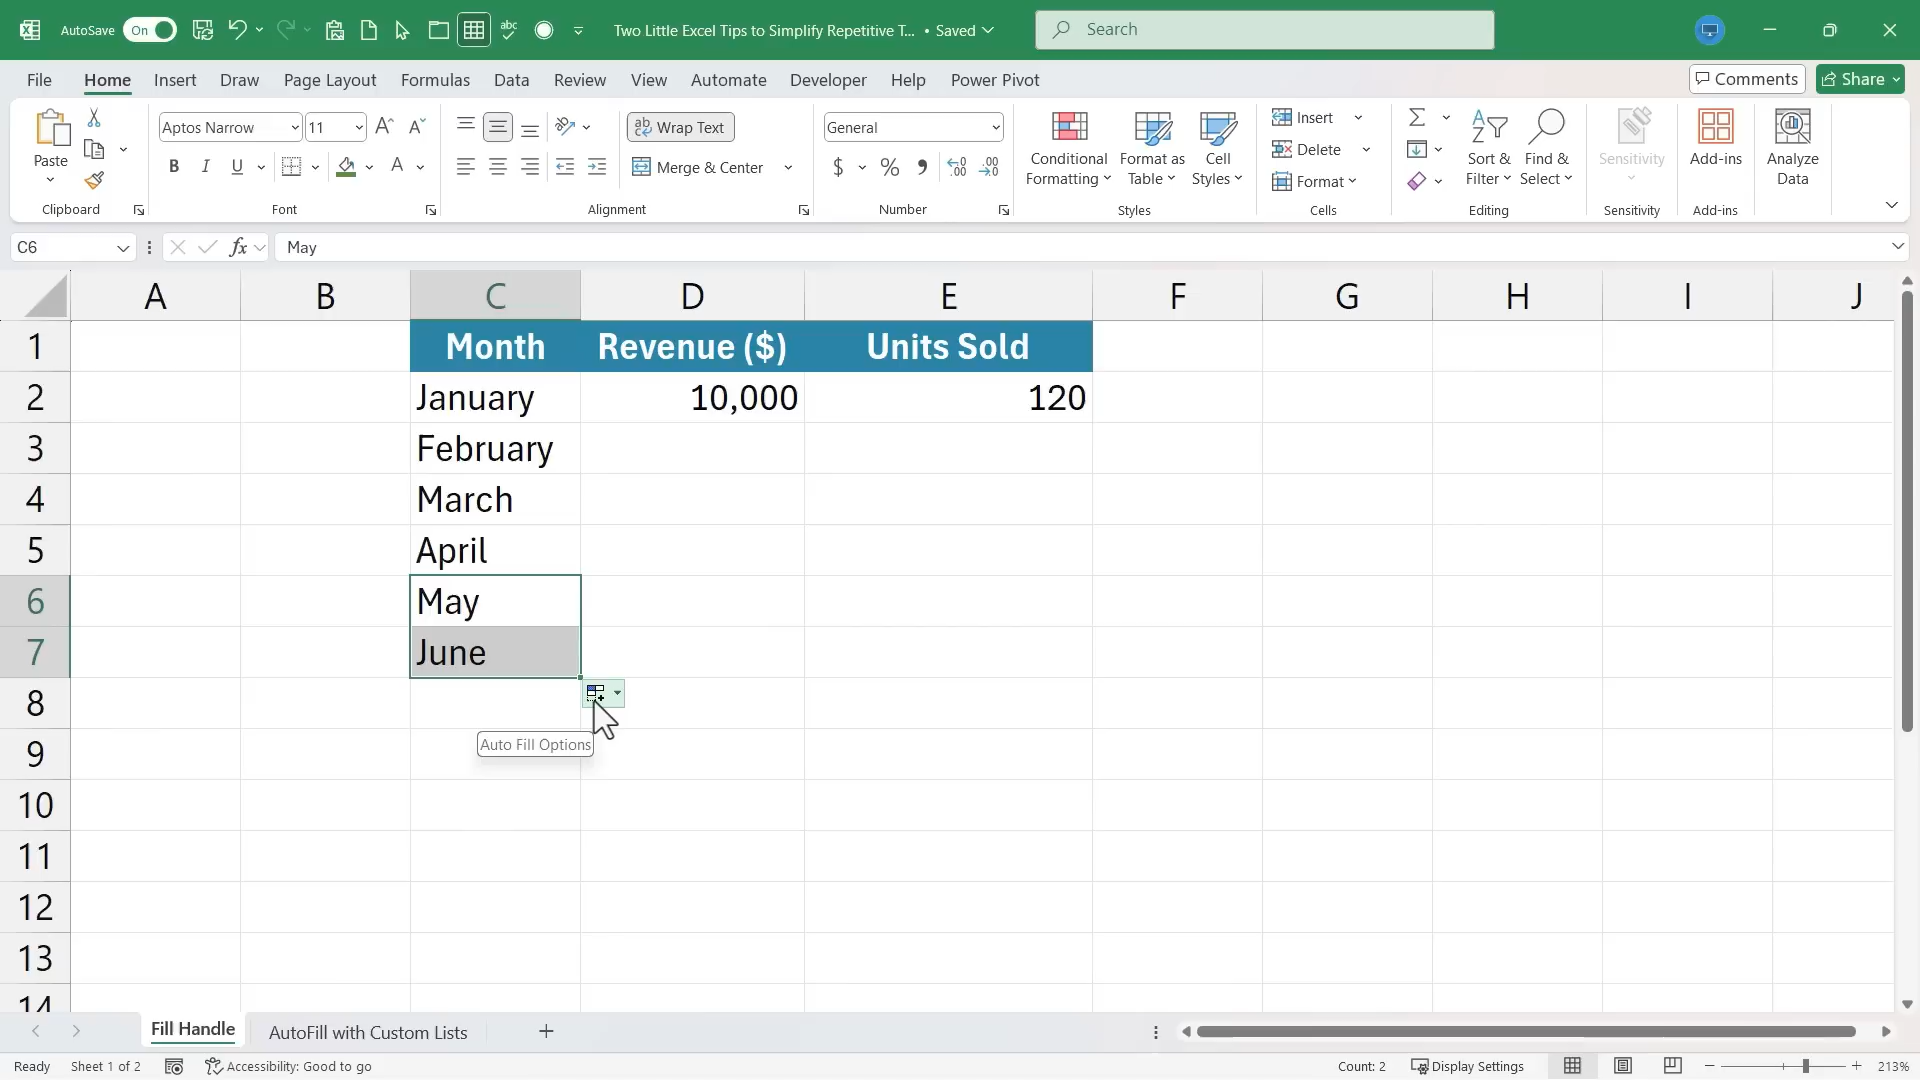 AutoSave On abc Two Little Excel Tips to Simplify Repetitive T... • Saved Search
File Home Insert Draw Page Layout Formulas Data Review View Automate Developer Help Power Pivot Comments Share
Paste
Clipboard
Aptos Narrow 11 A A
B I U A
Font
ab Wrap Text
Merge & Center
Alignment
General
$ % 9 .00 .00
Number
Conditional Formatting
Format as Table
Cell Styles
Styles
Insert
Delete
Format
Cells
Sort & Filter
Find & Select
Editing
Sensitivity
Sensitivity
Add-ins
Add-ins
Analyze Data
C6 fx May
A B C D E F G H I J
1 Month Revenue ($) Units Sold
2 January 10,000 120
3 February
4 March
5 April
6 May
7 June
8
Auto Fill Options
9
10
11
12
13
14
Fill Handle AutoFill with Custom Lists
Ready Sheet 1 of 2 Accessibility: Good to go Count: 2 Display Settings 213%